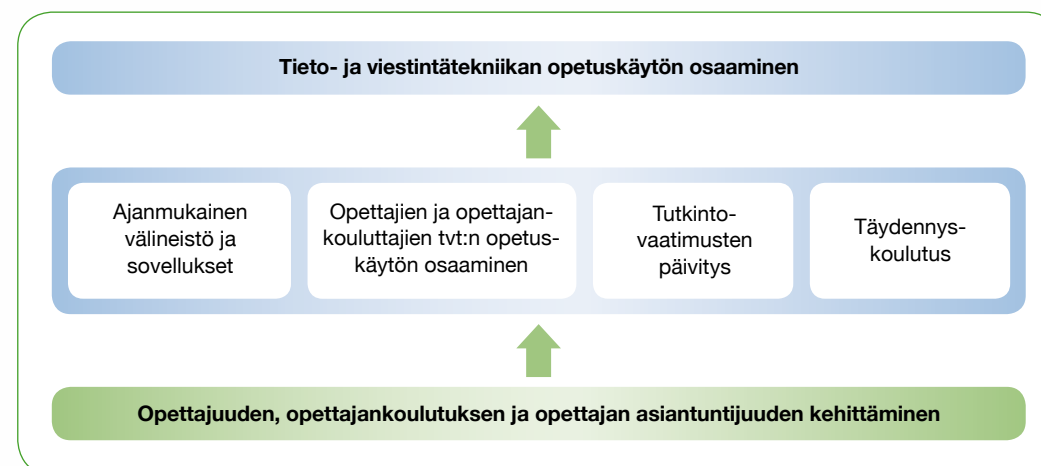 Tieto- ja viestintätekniikan opetuskäytön osaaminen
Ajanmukainen
välineistö ja
sovellukset
Opettajien ja opettajan-
kouluttajien tvt:n opetus-
käytön osaaminen
Tutkinto-
vaatimusten
päivitys
Täydennys-
koulutus
Opettajuuden, opettajankoulutuksen ja opettajan asiantuntijuuden kehittäminen